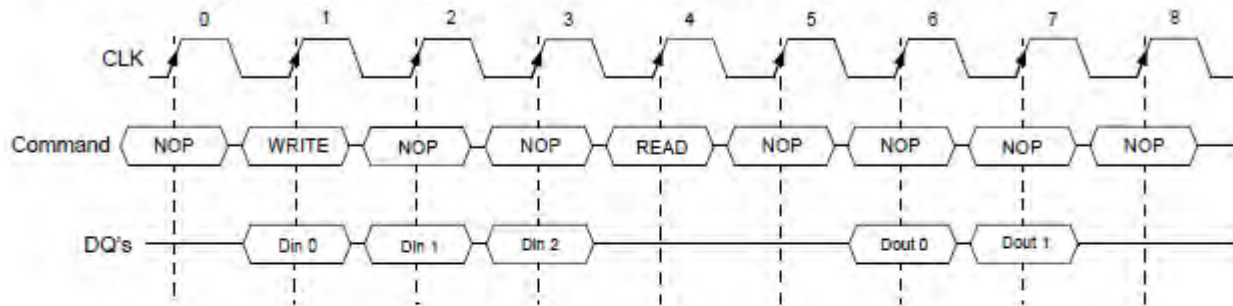 0 1 2 3 4 5 6 7 8
CLK
Command NOP WRITE NOP NOP READ NOP NOP NOP NOP
DQ's Din 0 Din 1 Din 2 Dout 0 Dout 1